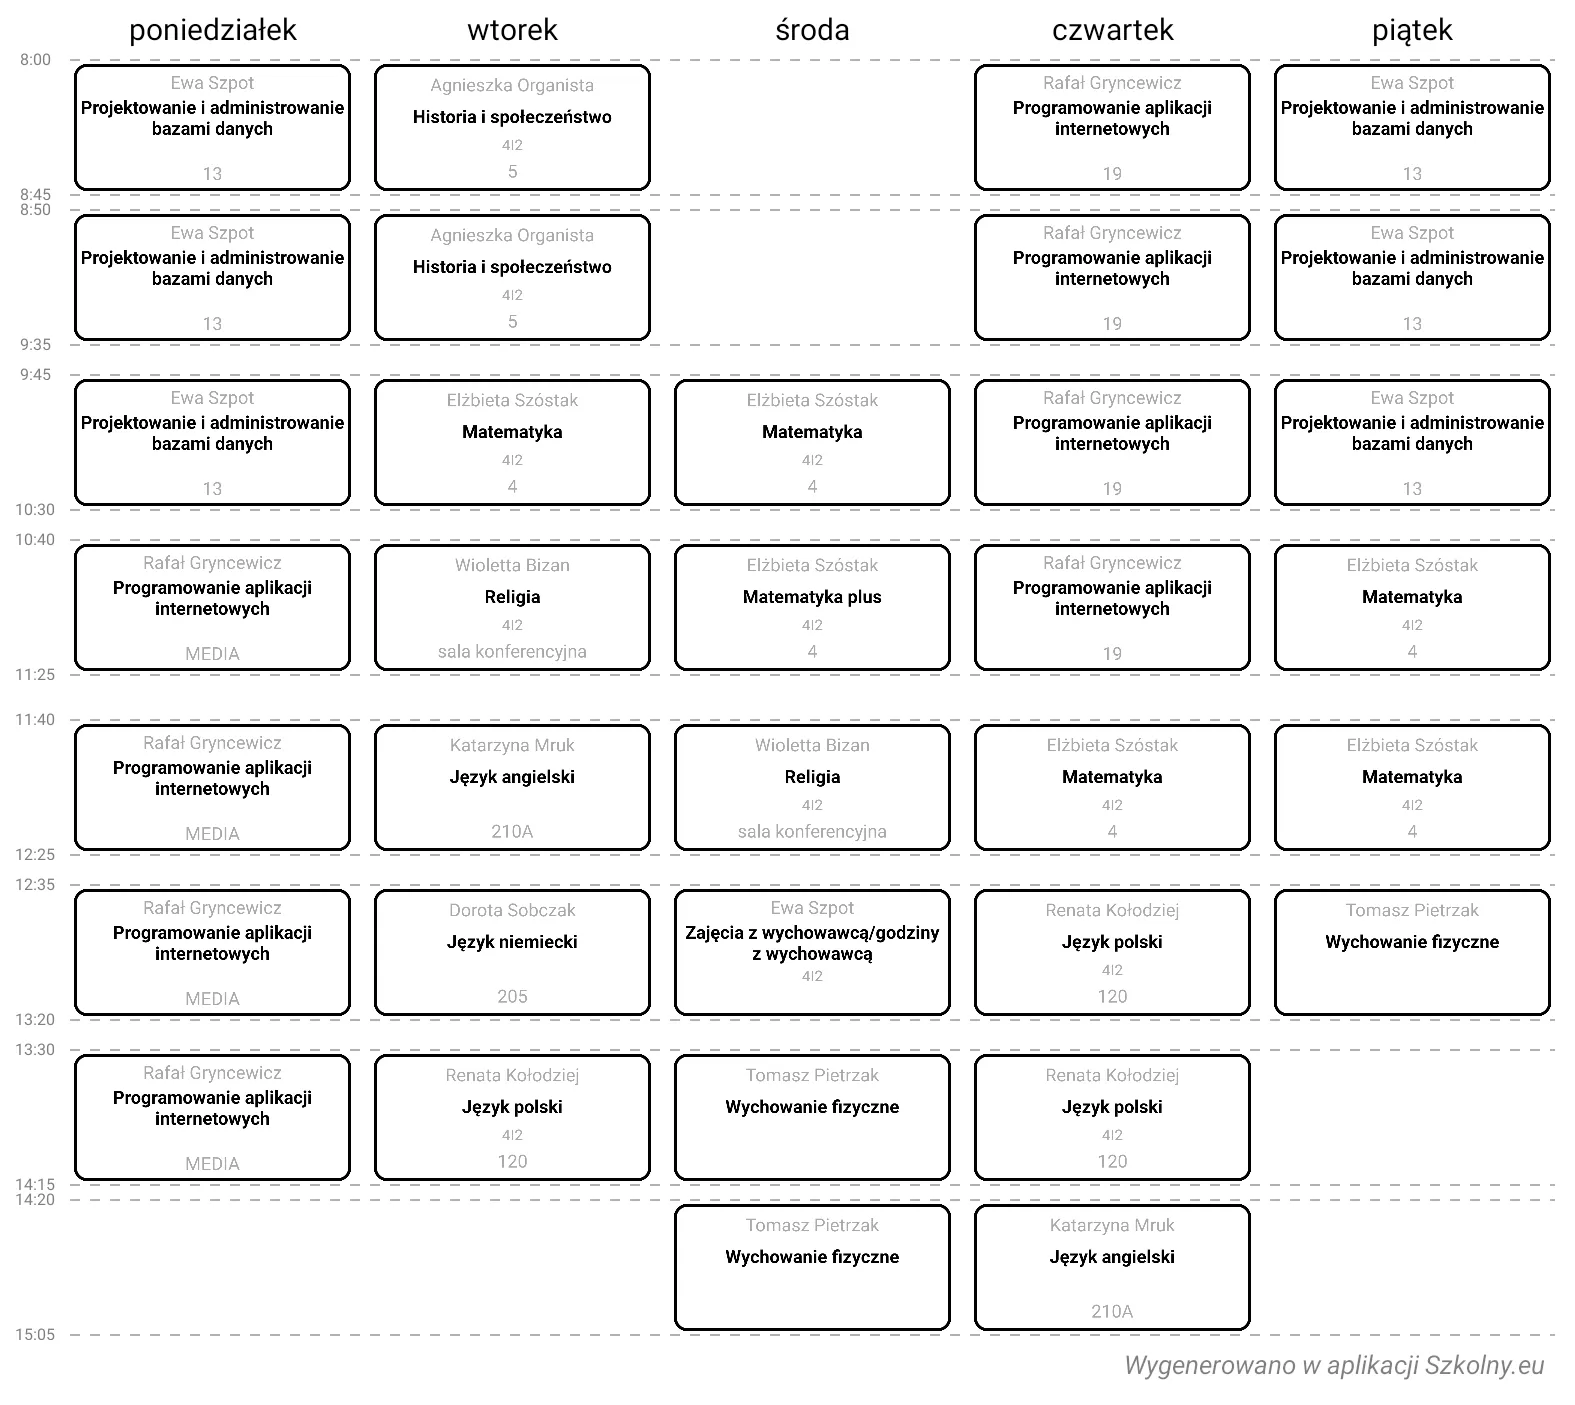 poniedziałek wtorek środa czwartek piątek
8:00
Ewa Szpot
Projektowanie i administrowanie
bazami danych
13
Agnieszka Organista
Historia i społeczeństwo
4I2
5
Rafał Gryncewicz
Programowanie aplikacji
internetowych
19
Ewa Szpot
Projektowanie i administrowanie
bazami danych
13
8:45
8:50
Ewa Szpot
Projektowanie i administrowanie
bazami danych
13
Agnieszka Organista
Historia i społeczeństwo
4I2
5
Rafał Gryncewicz
Programowanie aplikacji
internetowych
19
Ewa Szpot
Projektowanie i administrowanie
bazami danych
13
9:35
9:45
Ewa Szpot
Projektowanie i administrowanie
bazami danych
13
Elżbieta Szóstak
Matematyka
4I2
4
Elżbieta Szóstak
Matematyka
4I2
4
Rafał Gryncewicz
Programowanie aplikacji
internetowych
19
Ewa Szpot
Projektowanie i administrowanie
bazami danych
13
10:30
10:40
Rafał Gryncewicz
Programowanie aplikacji
internetowych
MEDIA
Wioletta Bizan
Religia
4I2
sala konferencyjna
Elżbieta Szóstak
Matematyka plus
4I2
4
Rafał Gryncewicz
Programowanie aplikacji
internetowych
19
Elżbieta Szóstak
Matematyka
4I2
4
11:25
11:40
Rafał Gryncewicz
Programowanie aplikacji
internetowych
MEDIA
Katarzyna Mruk
Język angielski
210A
Wioletta Bizan
Religia
4I2
sala konferencyjna
Elżbieta Szóstak
Matematyka
4I2
4
Elżbieta Szóstak
Matematyka
4I2
4
12:25
12:35
Rafał Gryncewicz
Programowanie aplikacji
internetowych
MEDIA
Dorota Sobczak
Język niemiecki
205
Ewa Szpot
Zajęcia z wychowawcą/godziny
z wychowawcą
4I2
Renata Kołodziej
Język polski
4I2
120
Tomasz Pietrzak
Wychowanie fizyczne
13:20
13:30
Rafał Gryncewicz
Programowanie aplikacji
internetowych
MEDIA
Renata Kołodziej
Język polski
4I2
120
Tomasz Pietrzak
Wychowanie fizyczne
Renata Kołodziej
Język polski
4I2
120
14:15
14:20
Tomasz Pietrzak
Wychowanie fizyczne
Katarzyna Mruk
Język angielski
210A
15:05
Wygenerowano w aplikacji Szkolny.eu